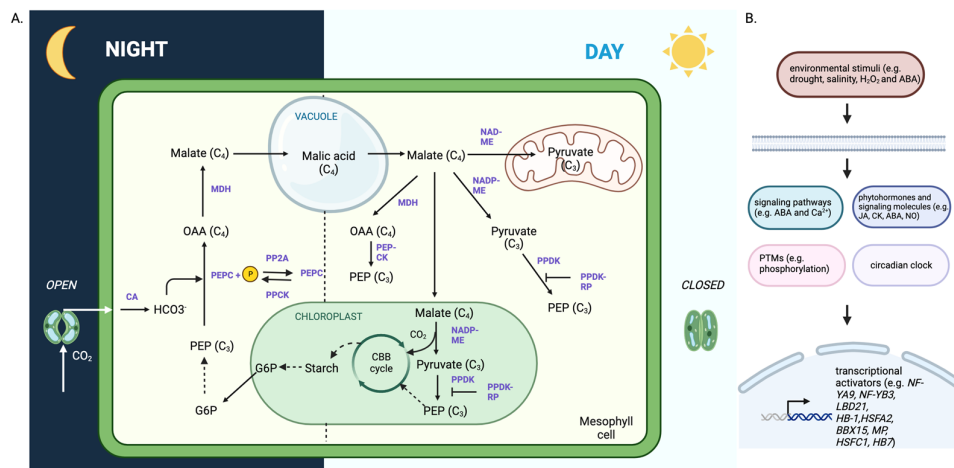 A.
NIGHT
DAY
OPEN
CO₂
CA
HCO3⁻
Malate (C₄)
MDH
OAA (C₄)
PEPC + P
PP2A
PPCK
PEPC
PEP (C₃)
G6P
VACUOLE
Malic acid
(C₄)
Malate (C₄)
NAD-
ME
Pyruvate
(C₃)
NADP-
ME
MDH
OAA (C₄)
PEP-
CK
PEP (C₃)
Pyruvate
(C₃)
PPDK
PPDK-
RP
PEP (C₃)
CHLOROPLAST
Malate (C₄)
CO₂
NADP-
ME
CBB
cycle
Pyruvate (C₃)
PPDK
PPDK-
RP
PEP (C₃)
Starch
G6P
Mesophyll
cell
CLOSED
B.
environmental stimuli (e.g.
drought, salinity, H₂O₂ and ABA)
signaling pathways
(e.g. ABA and Ca²⁺)
phytohormones and
signaling molecules (e.g.
JA, CK, ABA, NO)
PTMs (e.g.
phosphorylation)
circadian clock
transcriptional
activators (e.g. NF-
YA9, NF-YB3,
LBD21,
HB-1,HSFA2,
BBX15, MP,
HSFC1, HB7)